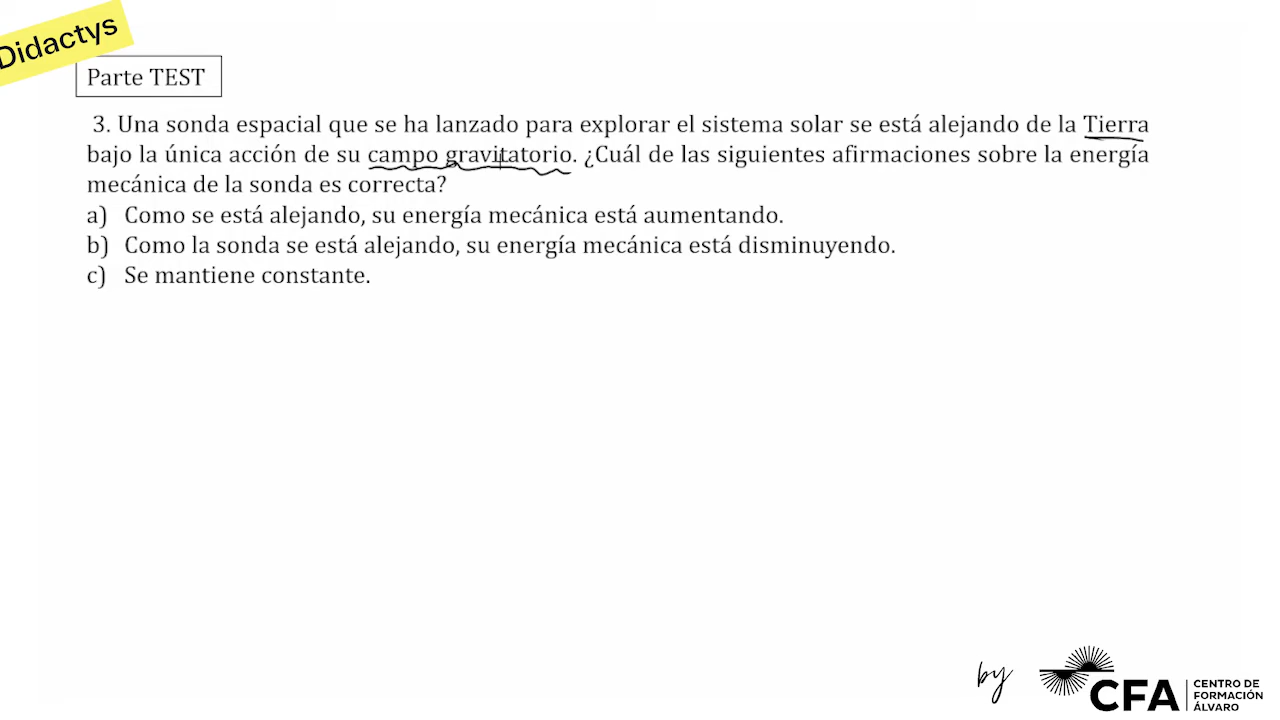 Didactys
Parte TEST
3. Una sonda espacial que se ha lanzado para explorar el sistema solar se está alejando de la Tierra
bajo la única acción de su campo gravitatorio. ¿Cuál de las siguientes afirmaciones sobre la energía
mecánica de la sonda es correcta?
a) Como se está alejando, su energía mecánica está aumentando.
b) Como la sonda se está alejando, su energía mecánica está disminuyendo.
c) Se mantiene constante.
by
CFA
CENTRO DE
FORMACIÓN
ÁLVARO